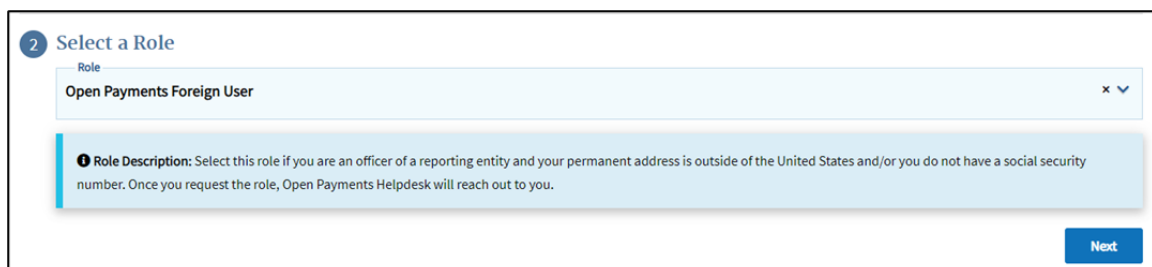 2 Select a Role
Role
Open Payments Foreign User
Role Description: Select this role if you are an officer of a reporting entity and your permanent address is outside of the United States and/or you do not have a social security
number. Once you request the role, Open Payments Helpdesk will reach out to you.
Next